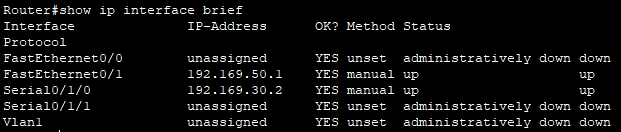 Router#show ip interface brief
Interface IP-Address OK? Method Status
Protocol
FastEthernet0/0 unassigned YES unset administratively down down
FastEthernet0/1 192.169.50.1 YES manual up up
Serial0/1/0 192.169.30.2 YES manual up up
Serial0/1/1 unassigned YES unset administratively down down
Vlan1 unassigned YES unset administratively down down